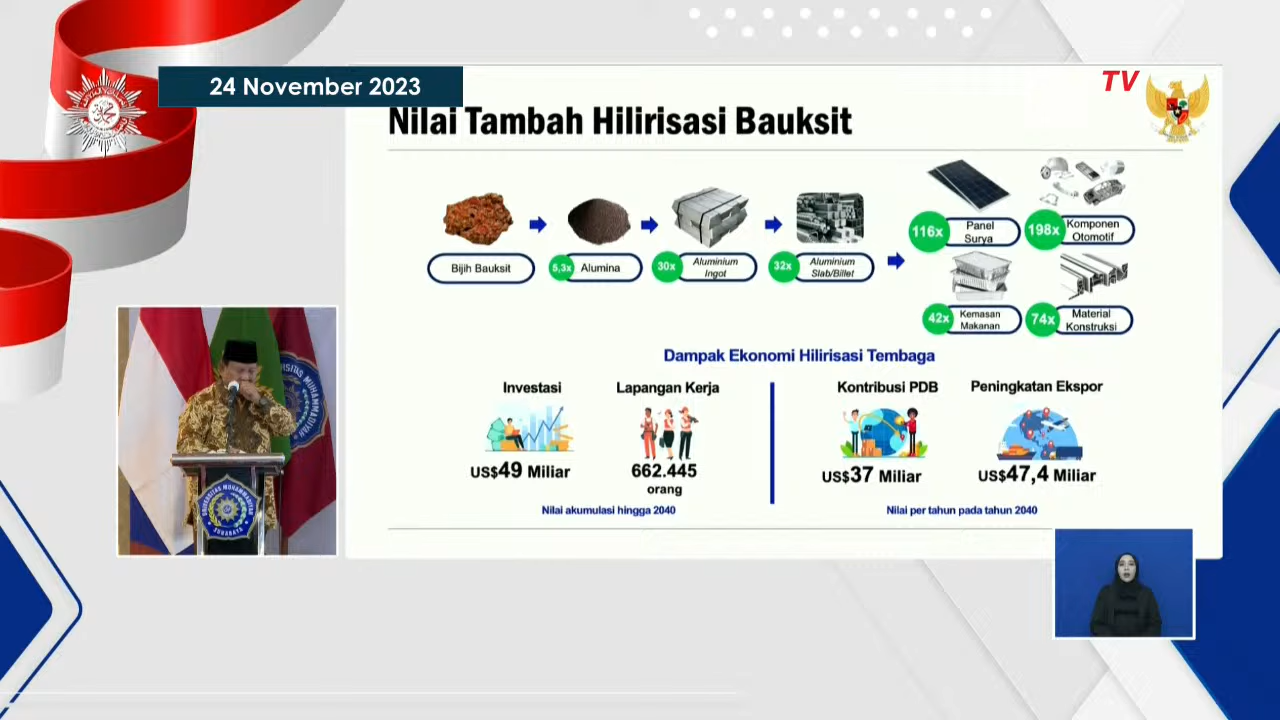 24 November 2023
TV
Nilai Tambah Hilirisasi Bauksit
Bijih Bauksit
5,3x
Alumina
30x
Aluminium
Ingot
32x
Aluminium
Slab/Billet
116x
Panel
Surya
198x
Komponen
Otomotif
42x
Kemasan
Makanan
74x
Material
Konstruksi
Dampak Ekonomi Hilirisasi Tembaga
Investasi
US$49 Miliar
Lapangan Kerja
662.445
orang
Nilai akumulasi hingga 2040
Kontribusi PDB
US$37 Miliar
Peningkatan Ekspor
US$47,4 Miliar
Nilai per tahun pada tahun 2040
UNIVERSITAS MUHAMMADIYAH
SURABAYA